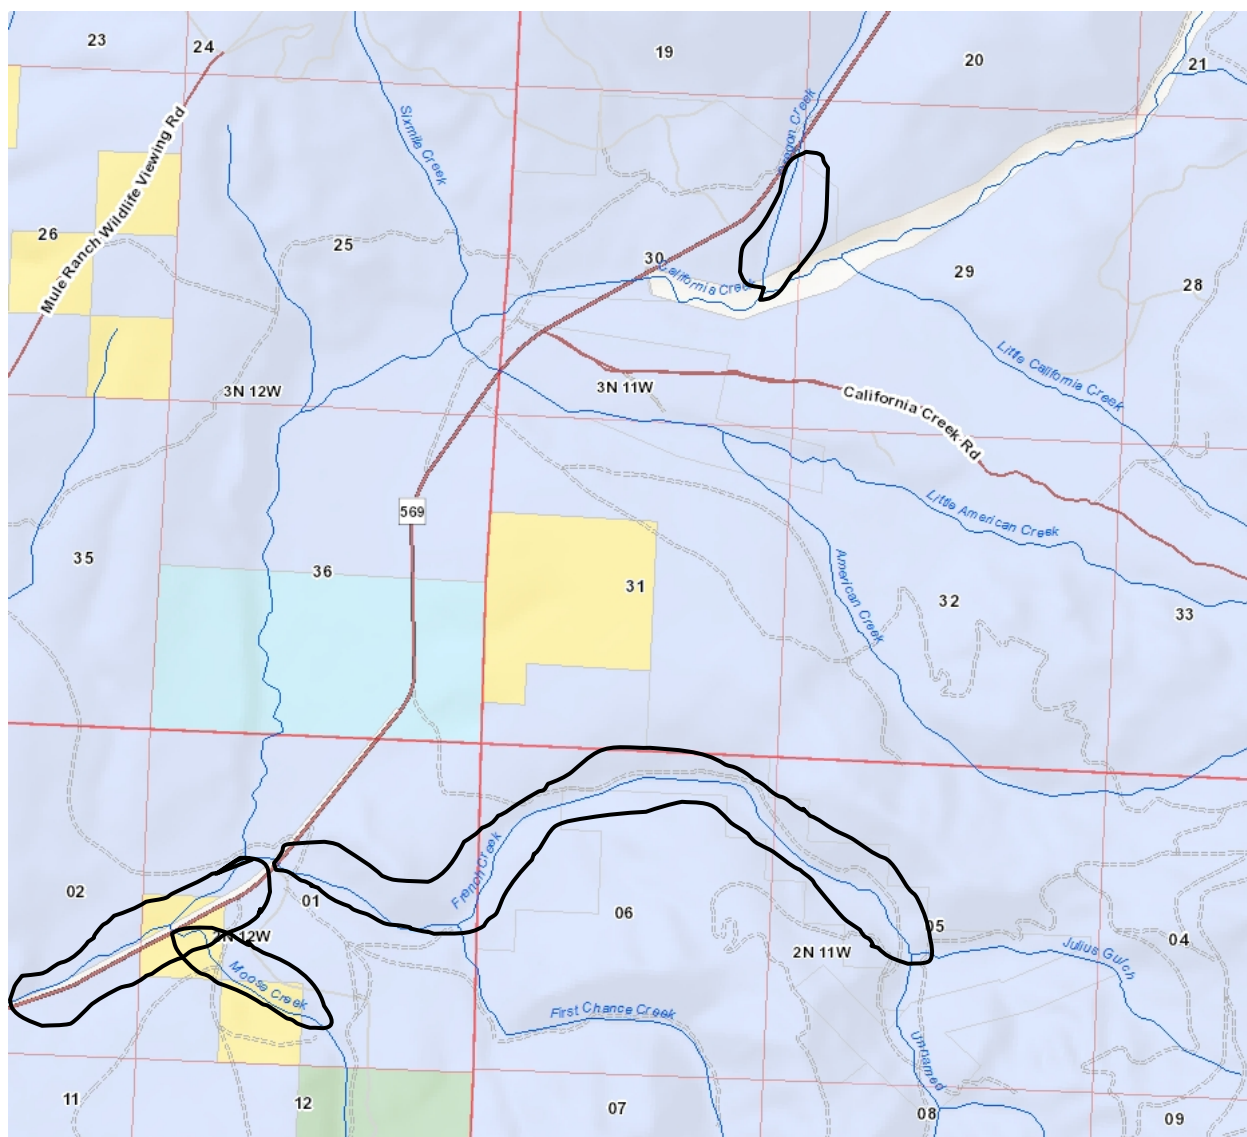 23
24
19
20
21
Mule Ranch Wildlife Viewing Rd
Sixmile Creek
Creek
26
25
30
29
28
California Creek
Little California Creek
3N 12W
3N 11W
California Creek Rd
569
Little American Creek
35
36
31
American Creek
32
33
02
01
French Creek
06
05
04
12W
2N 11W
Julius Gulch
Moose Creek
First Chance Creek
Unnamed
11
12
07
08
09